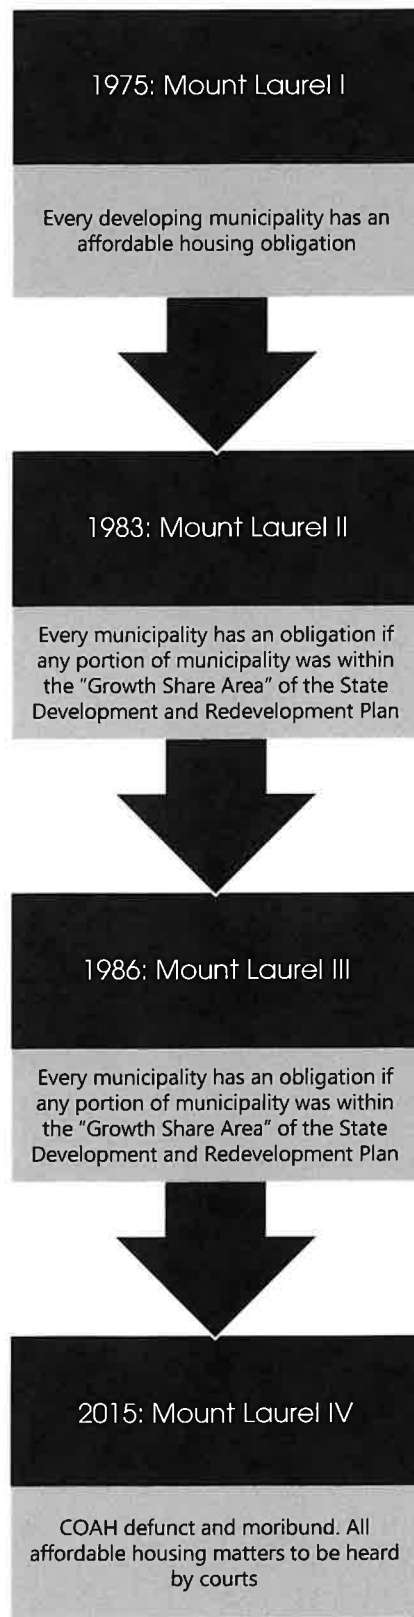 1975: Mount Laurel I
Every developing municipality has an
affordable housing obligation
1983: Mount Laurel II
Every municipality has an obligation if
any portion of municipality was within
the "Growth Share Area" of the State
Development and Redevelopment Plan
1986: Mount Laurel III
Every municipality has an obligation if
any portion of municipality was within
the "Growth Share Area" of the State
Development and Redevelopment Plan
2015: Mount Laurel IV
COAH defunct and moribund. All
affordable housing matters to be heard
by courts